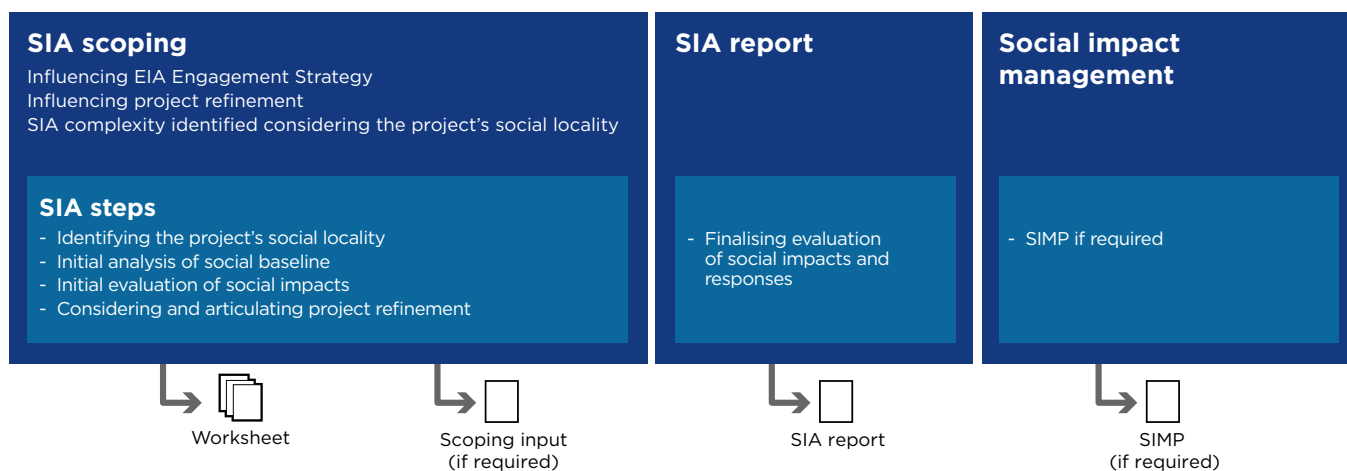 SIA scoping
Influencing EIA Engagement Strategy
Influencing project refinement
SIA complexity identified considering the project's social locality
SIA steps
- Identifying the project's social locality
- Initial analysis of social baseline
- Initial evaluation of social impacts
- Considering and articulating project refinement
Worksheet
Scoping input
(if required)
SIA report
- Finalising evaluation
of social impacts and
responses
SIA report
Social impact
management
- SIMP if required
SIMP
(if required)